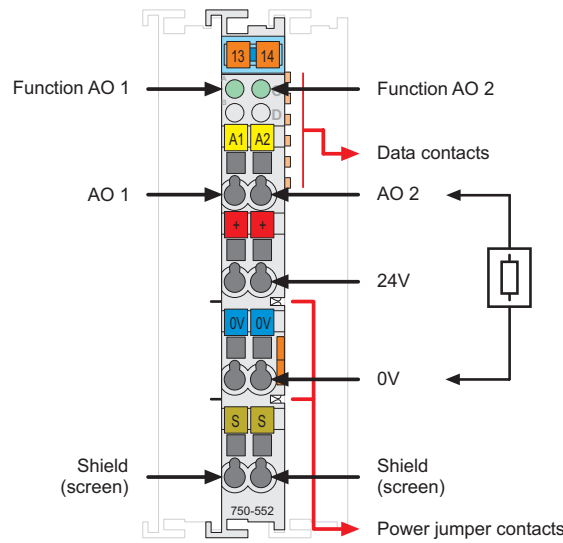 13 14
Function AO 1
Function AO 2
A
C
B
D
A1 A2
Data contacts
AO 1
AO 2
+ +
24V
0V 0V
0V
S S
Shield
(screen)
Shield
(screen)
750-552
Power jumper contacts